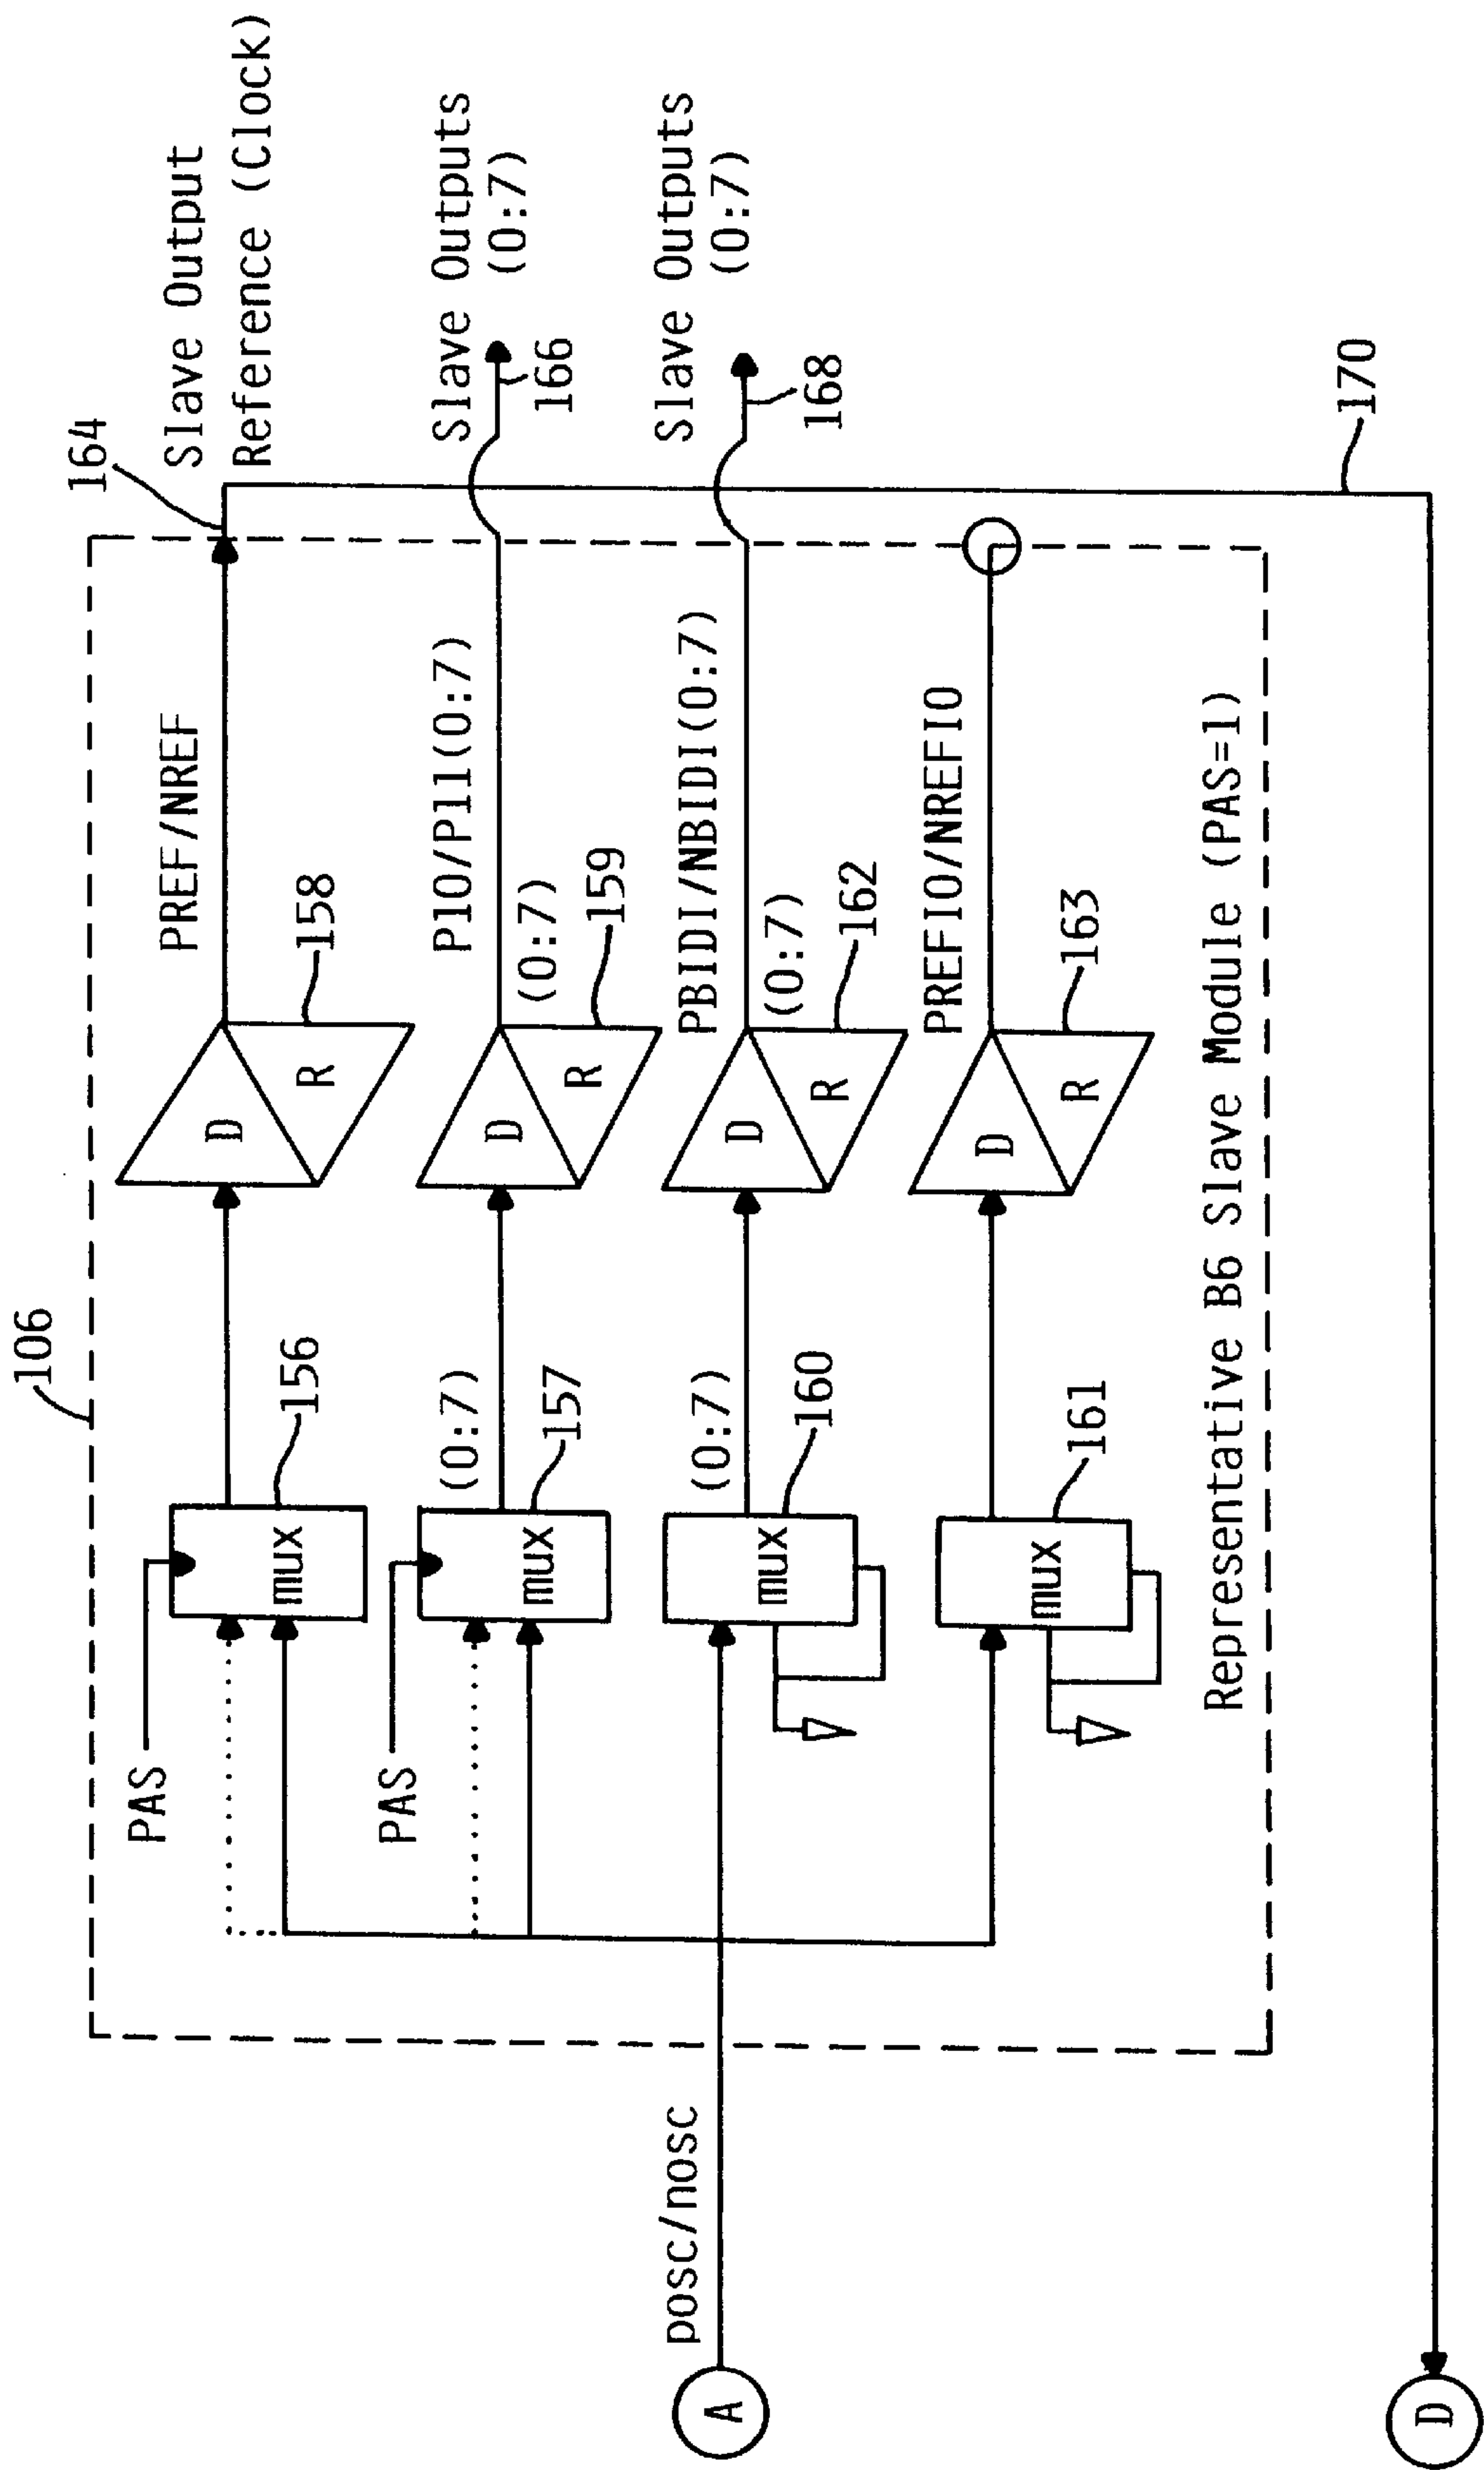 106
164
Slave Output
Reference (Clock)
PAS
mux
156
D
R
158
PREF/NREF
PAS
mux
(0:7)
157
D
R
(0:7)
159
P10/P11(0:7)
Slave Outputs
(0:7)
166
A
posc/nosc
mux
(0:7)
160
D
R
(0:7)
162
PBIDI/NBIDI(0:7)
Slave Outputs
(0:7)
168
mux
161
D
R
163
PREFIO/NREFIO
Representative B6 Slave Module (PAS=1)
170
D